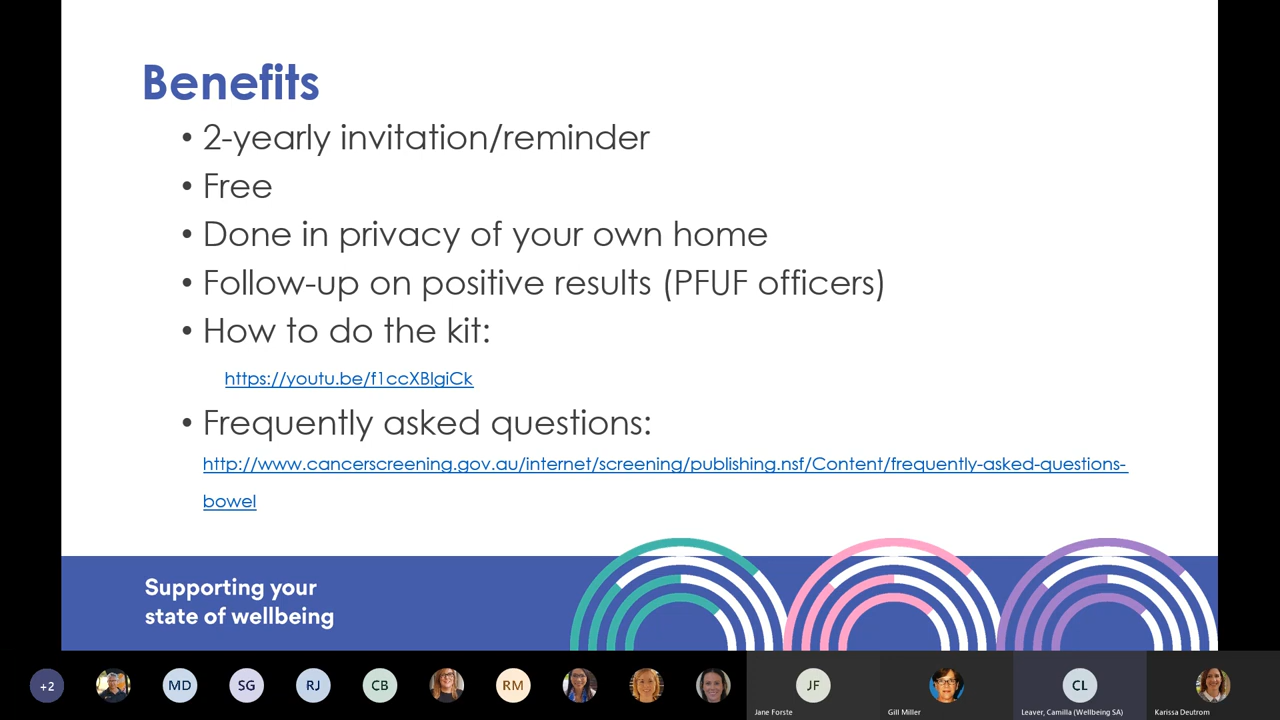 Benefits
• 2-yearly invitation/reminder
• Free
• Done in privacy of your own home
• Follow-up on positive results (PFUF officers)
• How to do the kit:
https://youtu.be/f1ccXBlgiCk
• Frequently asked questions:
http://www.cancerscreening.gov.au/internet/screening/publishing.nsf/Content/frequently-asked-questions-
bowel
Supporting your
state of wellbeing
+2 MD SG RJ CB RM JF CL
Jane Forste Gill Miller Leaver, Camilla (Wellbeing SA) Karissa Deutrom